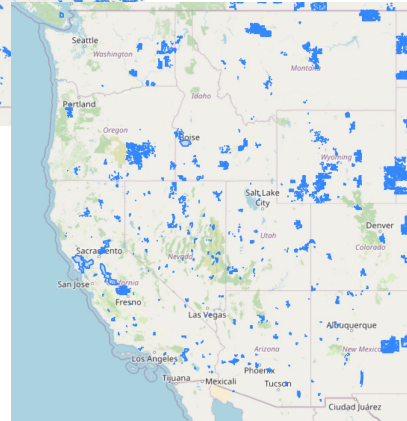 Seattle
Washington
Montana
Portland
Idaho
Oregon
Boise
Wyoming
Salt Lake
City
Denver
Utah
Colorado
Sacramento
Nevada
San Jose
California
Fresno
Las Vegas
Albuquerque
Los Angeles
Arizona
New Mexico
Phoenix
Tijuana
Mexicali
Tucson
Ciudad Juárez